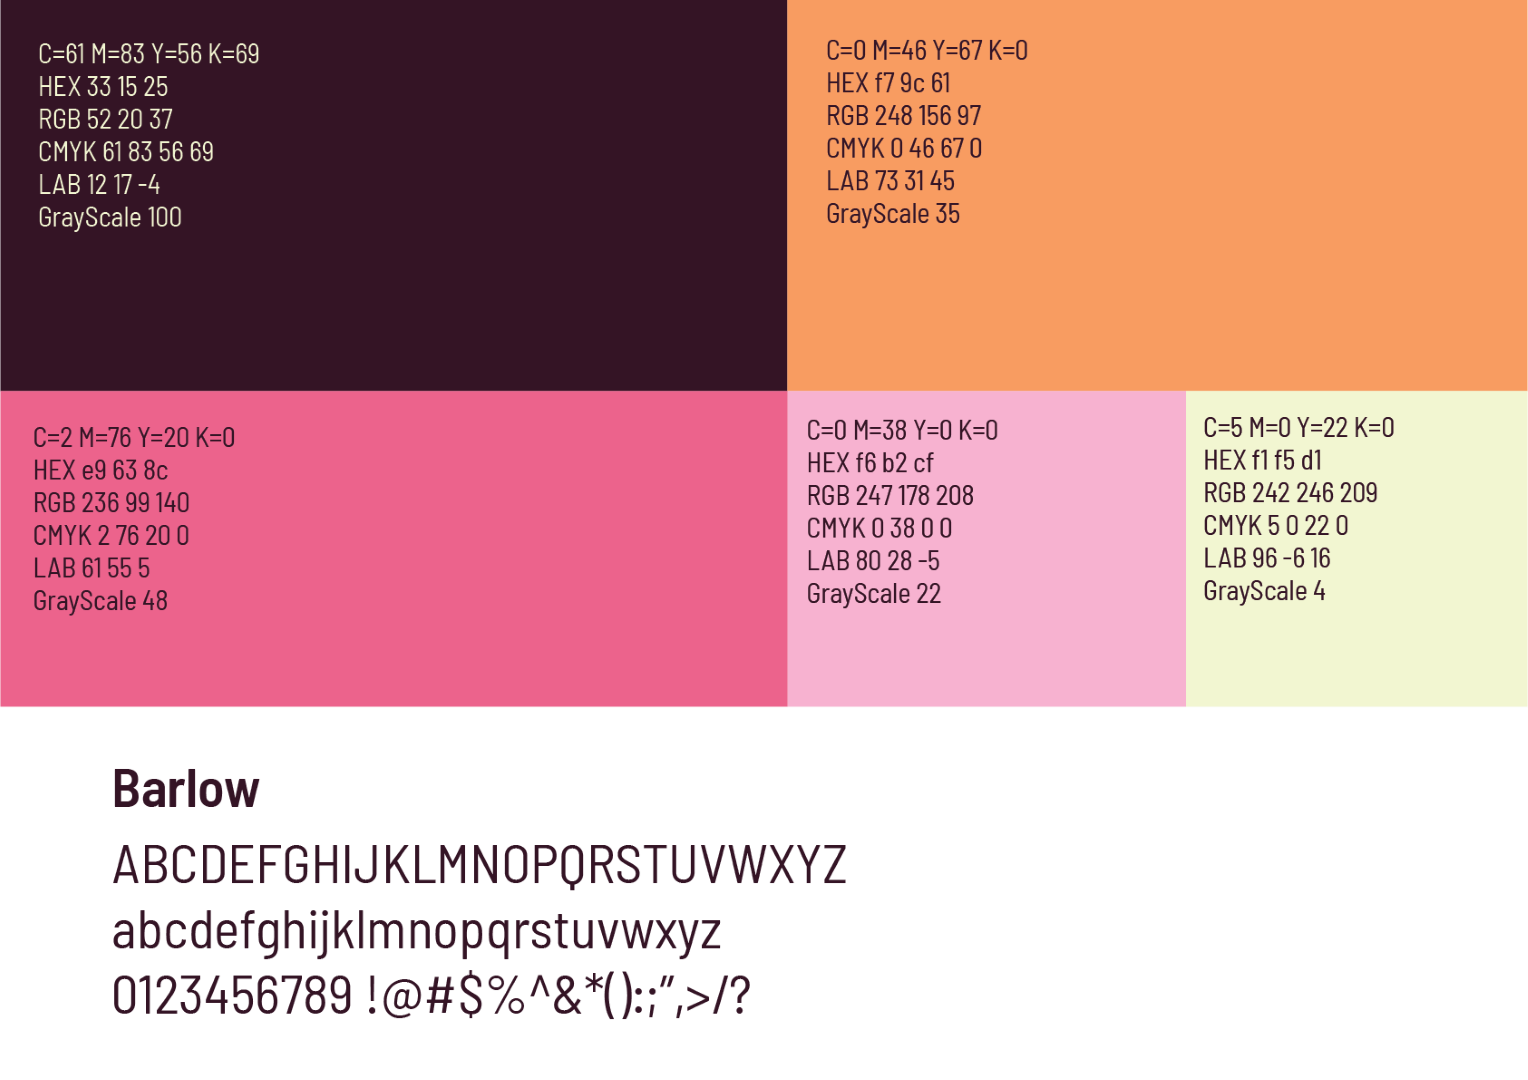 C=61 M=83 Y=56 K=69
HEX 33 15 25
RGB 52 20 37
CMYK 61 83 56 69
LAB 12 17 -4
GrayScale 100
C=0 M=46 Y=67 K=0
HEX f7 9c 61
RGB 248 156 97
CMYK 0 46 67 0
LAB 73 31 45
GrayScale 35
C=2 M=76 Y=20 K=0
HEX e9 63 8c
RGB 236 99 140
CMYK 2 76 20 0
LAB 61 55 5
GrayScale 48
C=0 M=38 Y=0 K=0
HEX f6 b2 cf
RGB 247 178 208
CMYK 0 38 0 0
LAB 80 28 -5
GrayScale 22
C=5 M=0 Y=22 K=0
HEX f1 f5 d1
RGB 242 246 209
CMYK 5 0 22 0
LAB 96 -6 16
GrayScale 4
Barlow
ABCDEFGHIJKLMNOPQRSTUVWXYZ
abcdefghijklmnopqrstuvwxyz
0123456789 !@#$%^&*():;”,>/?